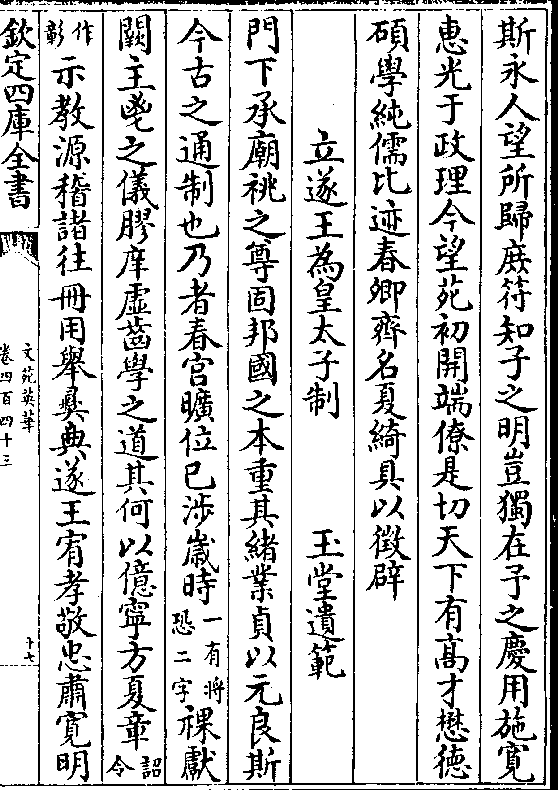 斯永人望所歸庶符知子之明豈獨在予之慶用施寬
惠光于政理今望苑初開端僚是切天下有高才懋德
碩學純儒比迹春卿齊名夏綺具以徵辟
立遂王為皇太子制 玉堂遺範
門下承廟祧之尊固邦國之本重其緒業貞以元良斯
今古之通制也乃者春宮曠位已涉歲時一有將恐二字祼獻
闕主鬯之儀膠庠虛齒學之道其何以億寧方夏章詔令
作彰示教源稽諸往冊用舉彞典遂王宥孝敬忠肅寬明
欽定四庫全書
文苑英華
卷四百四十三
十七